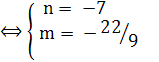 ⇔ { n = −7
m = − 22/9